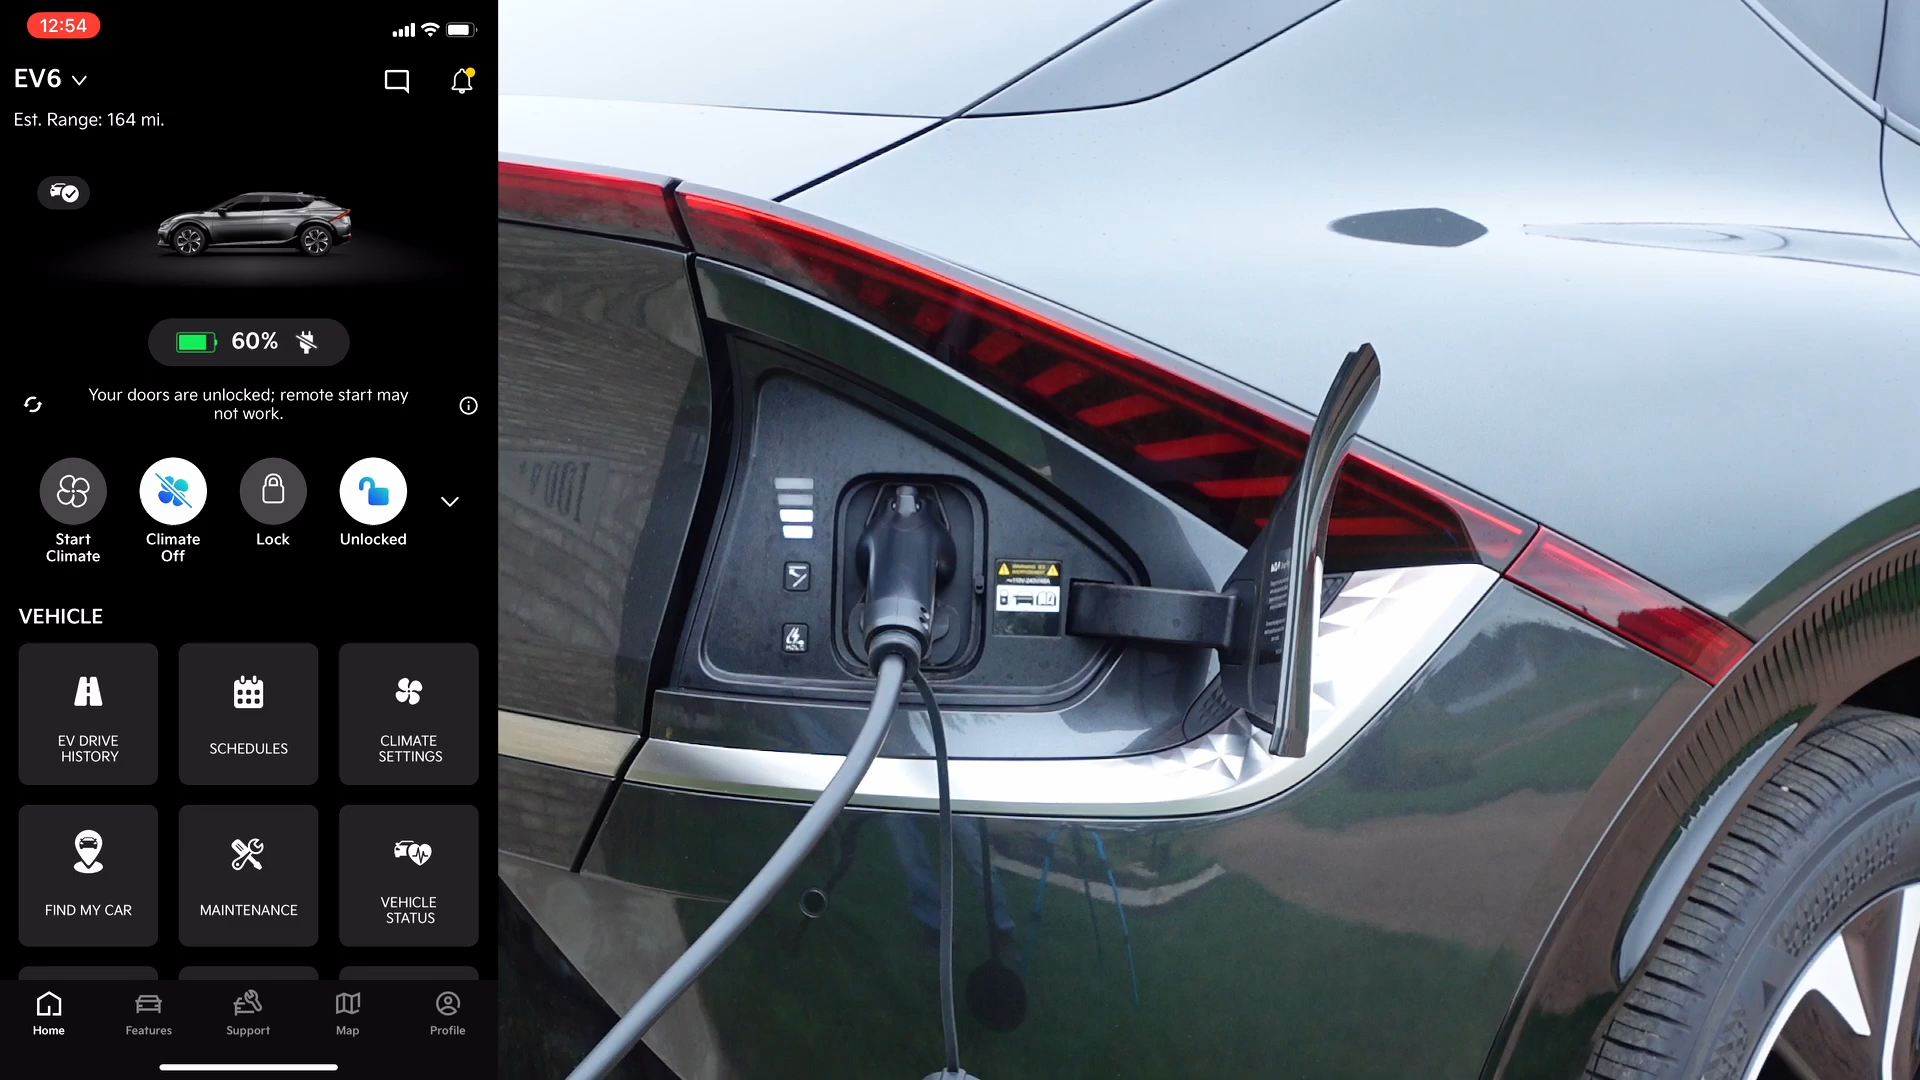 12:54
EV6
Est. Range: 164 mi.
60%
Your doors are unlocked; remote start may
not work.
Start
Climate
Climate
Off
Lock
Unlocked
VEHICLE
EV DRIVE
HISTORY
SCHEDULES
CLIMATE
SETTINGS
FIND MY CAR
MAINTENANCE
VEHICLE
STATUS
Home
Features
Support
Map
Profile